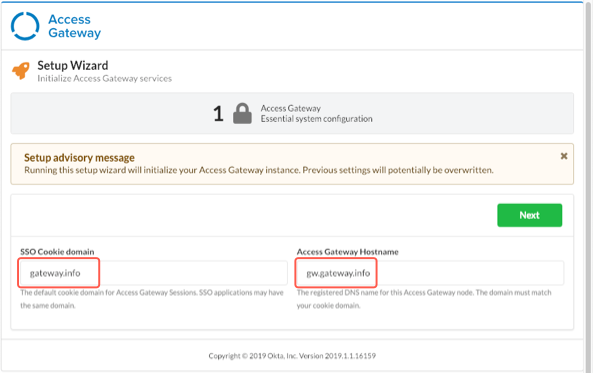 Access
Gateway
Setup Wizard
Initialize Access Gateway services
1
Access Gateway
Essential system configuration
Setup advisory message
Running this setup wizard will initialize your Access Gateway instance. Previous settings will potentially be overwritten.
×
Next
SSO Cookie domain
gateway.info
The default cookie domain for Access Gateway Sessions. SSO applications may have
the same domain.
Access Gateway Hostname
gw.gateway.info
The registered DNS name for this Access Gateway node. The domain must match
your cookie domain.
Copyright © 2019 Okta, Inc. Version 2019.1.1.16159